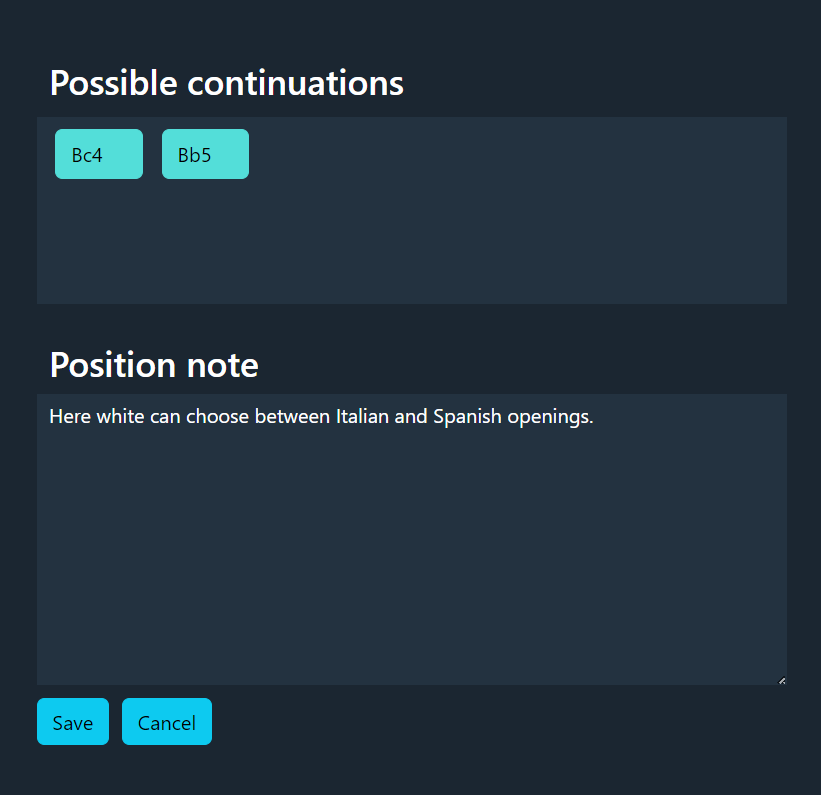 Possible continuations
Bc4 Bb5
Position note
Here white can choose between Italian and Spanish openings.
Save Cancel